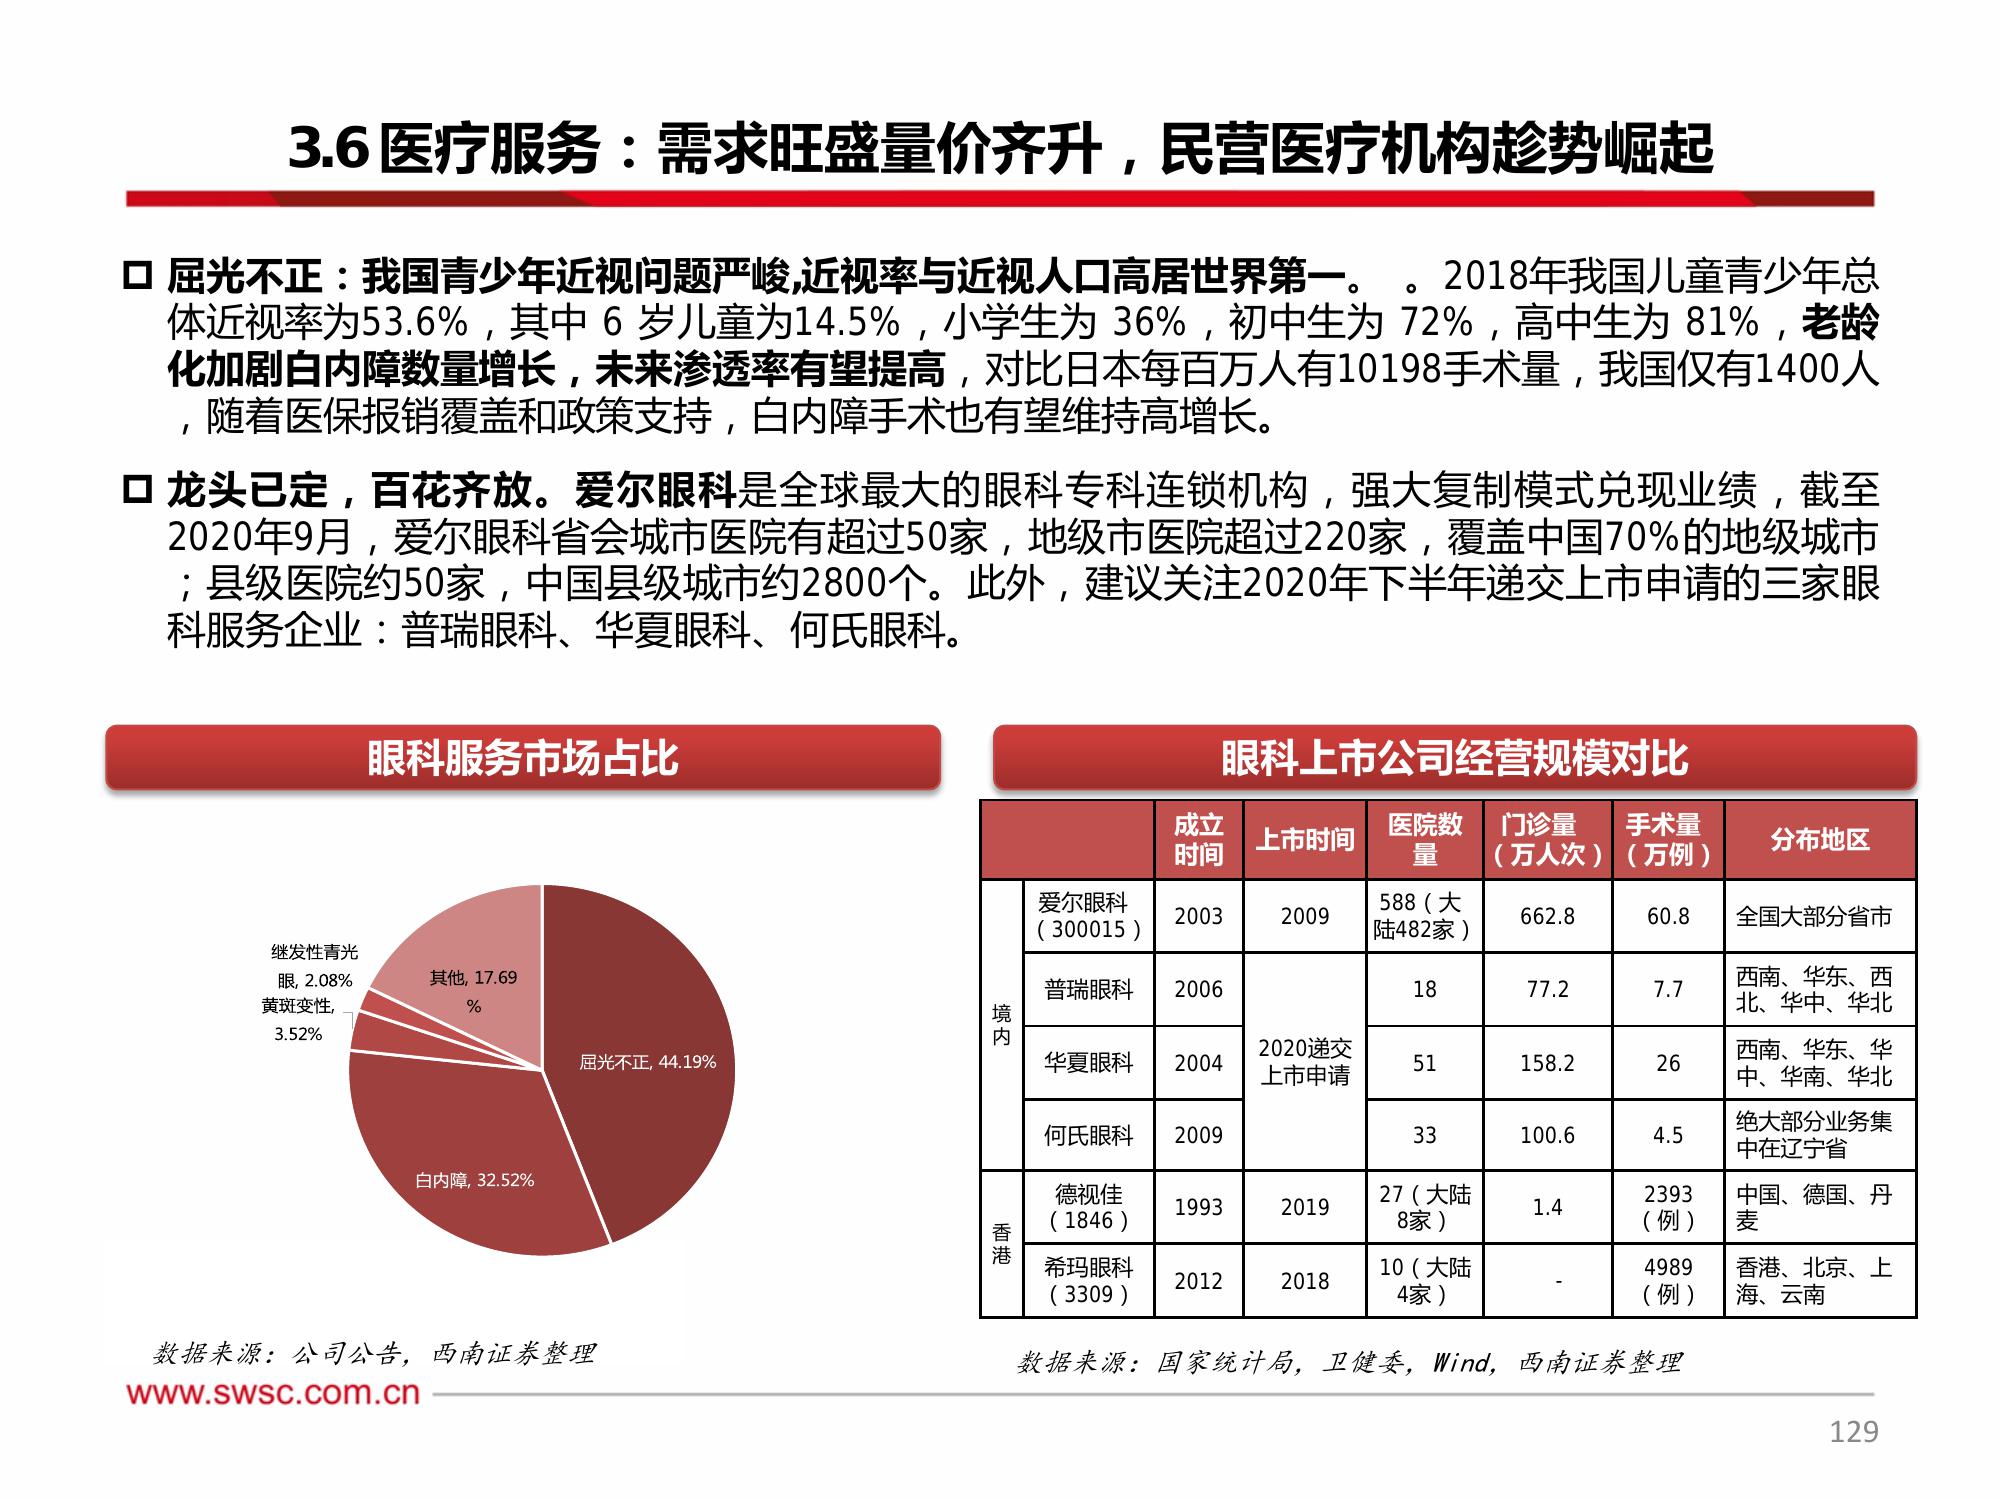 3.6 医疗服务：需求旺盛量价齐升，民营医疗机构趁势崛起
屈光不正：我国青少年近视问题严峻,近视率与近视人口高居世界第一。 。2018年我国儿童青少年总
体近视率为53.6%，其中 6 岁儿童为14.5%，小学生为 36%，初中生为 72%，高中生为 81%，老龄
化加剧白内障数量增长，未来渗透率有望提高，对比日本每百万人有10198手术量，我国仅有1400人
，随着医保报销覆盖和政策支持，白内障手术也有望维持高增长。
龙头已定，百花齐放。爱尔眼科是全球最大的眼科专科连锁机构，强大复制模式兑现业绩，截至
2020年9月，爱尔眼科省会城市医院有超过50家，地级市医院超过220家，覆盖中国70%的地级城市
；县级医院约50家，中国县级城市约2800个。此外，建议关注2020年下半年递交上市申请的三家眼
科服务企业：普瑞眼科、华夏眼科、何氏眼科。
眼科服务市场占比
继发性青光
眼, 2.08%
黄斑变性,
3.52%
其他, 17.69
%
屈光不正, 44.19%
白内障, 32.52%
数据来源：公司公告，西南证券整理
眼科上市公司经营规模对比
成立
时间
上市时间
医院数
量
门诊量
（万人次）
手术量
（万例）
分布地区
境
内
爱尔眼科
（300015）
2003
2009
588（大
陆482家）
662.8
60.8
全国大部分省市
普瑞眼科
2006
2020递交
上市申请
18
77.2
7.7
西南、华东、西
北、华中、华北
华夏眼科
2004
51
158.2
26
西南、华东、华
中、华南、华北
何氏眼科
2009
33
100.6
4.5
绝大部分业务集
中在辽宁省
香
港
德视佳
（1846）
1993
2019
27（大陆
8家）
1.4
2393
（例）
中国、德国、丹
麦
希玛眼科
（3309）
2012
2018
10（大陆
4家）
-
4989
（例）
香港、北京、上
海、云南
数据来源：国家统计局，卫健委，Wind，西南证券整理
www.swsc.com.cn
129